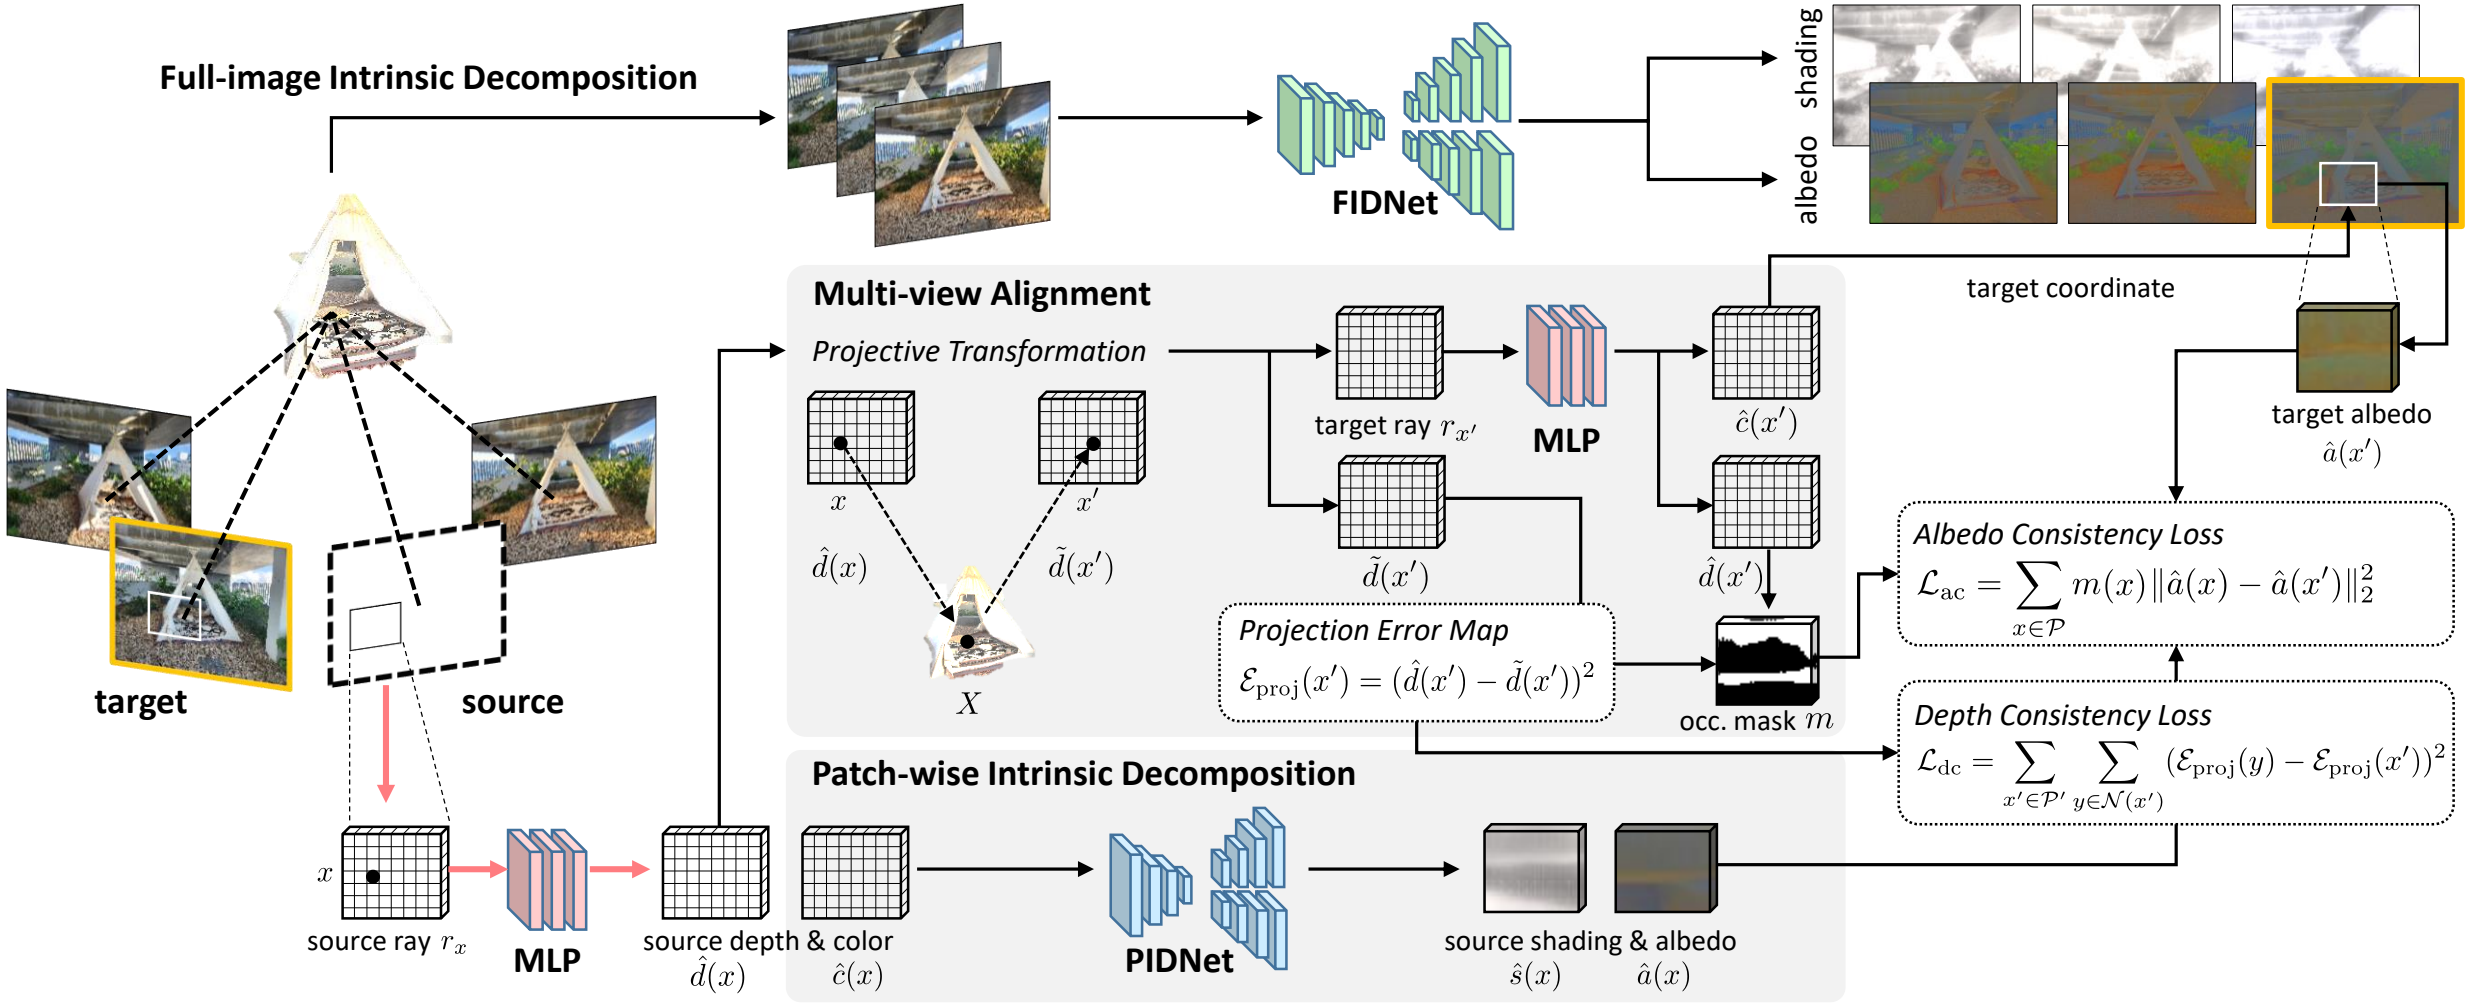 Full-image Intrinsic Decomposition
FIDNet
shading
albedo
target coordinate
target albedo
$\hat{a}(x')$
target
source
Multi-view Alignment
Projective Transformation
$x$
$x'$
$\hat{d}(x)$
$\tilde{d}(x')$
$X$
target ray $r_{x'}$
MLP
$\hat{c}(x')$
$\tilde{d}(x')$
$\hat{d}(x')$
Projection Error Map
$\mathcal{E}_{\text{proj}}(x') = (\hat{d}(x') - \tilde{d}(x'))^2$
occ. mask $m$
Albedo Consistency Loss
$\mathcal{L}_{\text{ac}} = \sum_{x \in \mathcal{P}} m(x) \|\hat{a}(x) - \hat{a}(x')\|_2^2$
Depth Consistency Loss
$\mathcal{L}_{\text{dc}} = \sum_{x' \in \mathcal{P}'} \sum_{y \in \mathcal{N}(x')} (\mathcal{E}_{\text{proj}}(y) - \mathcal{E}_{\text{proj}}(x'))^2$
Patch-wise Intrinsic Decomposition
$x$
source ray $r_x$
MLP
source depth & color
$\hat{d}(x)$ $\hat{c}(x)$
PIDNet
source shading & albedo
$\hat{s}(x)$ $\hat{a}(x)$